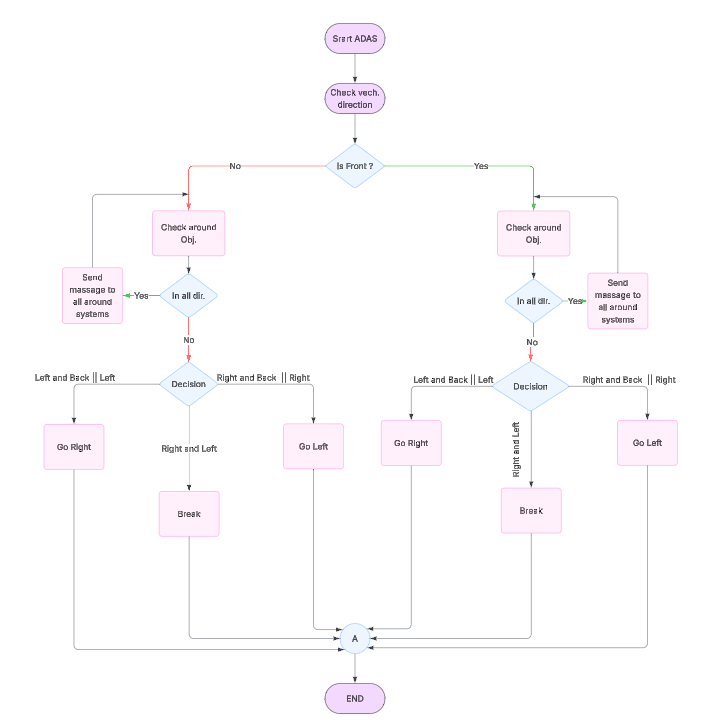 Srart ADAS
Check vech.
direction
Is Front ?
No
Yes
Check around
Obj.
Check around
Obj.
Send
massage to
all around
systems
Yes
In all dir.
In all dir.
Yes
Send
massage to
all around
systems
No
No
Left and Back || Left
Decision
Right and Back || Right
Left and Back || Left
Decision
Right and Back || Right
Go Right
Right and Left
Go Left
Go Right
Right and Left
Go Left
Break
Break
A
END